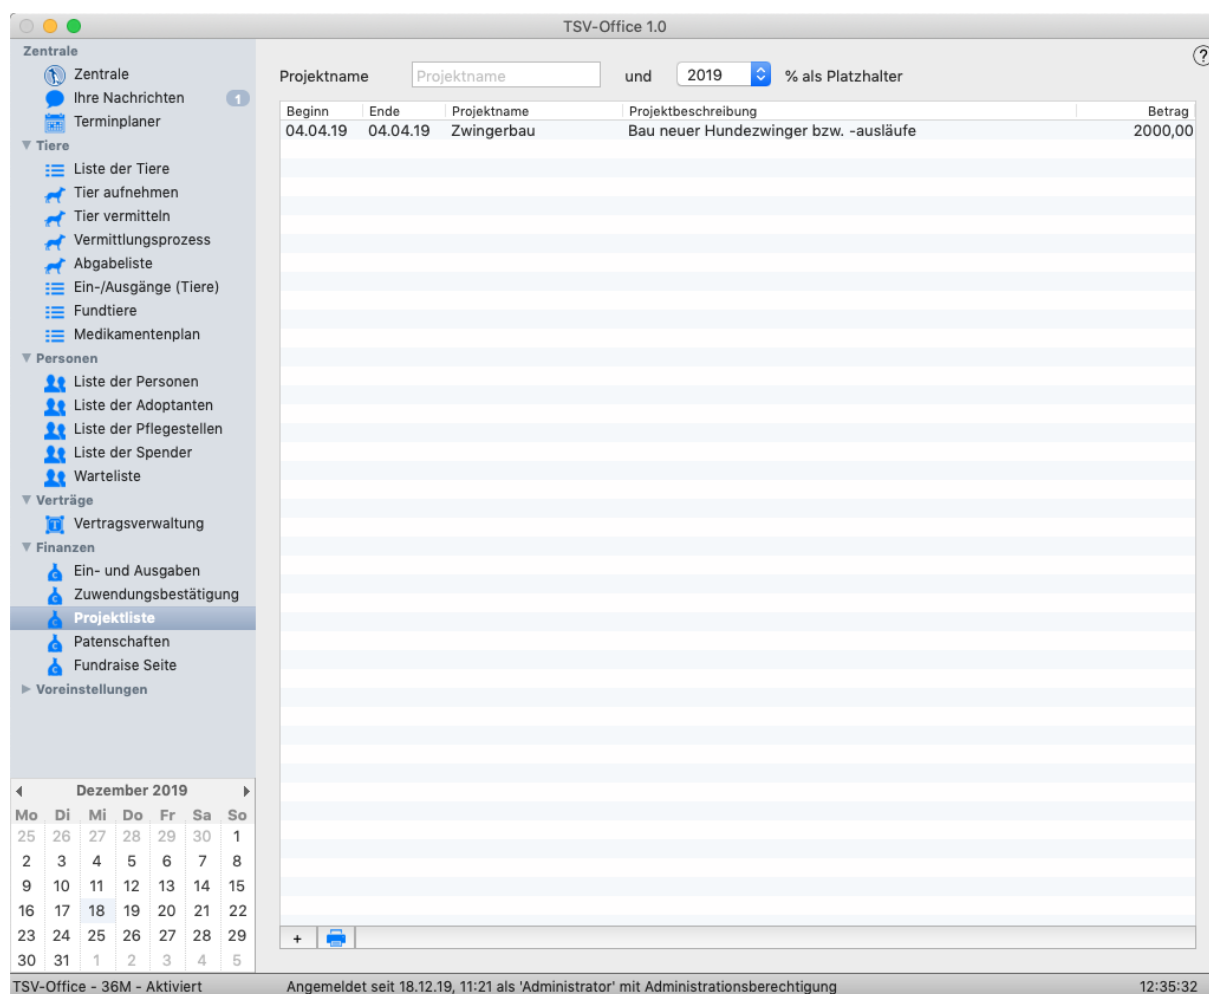 TSV-Office 1.0
Zentrale
Zentrale
Ihre Nachrichten 1
Terminplaner
Tiere
Liste der Tiere
Tier aufnehmen
Tier vermitteln
Vermittlungsprozess
Abgabeliste
Ein-/Ausgänge (Tiere)
Fundtiere
Medikamentenplan
Personen
Liste der Personen
Liste der Adoptanten
Liste der Pflegestellen
Liste der Spender
Warteliste
Verträge
Vertragsverwaltung
Finanzen
Ein- und Ausgaben
Zuwendungsbestätigung
Projektliste
Patenschaften
Fundraise Seite
Voreinstellungen
Dezember 2019
Mo Di Mi Do Fr Sa So
25 26 27 28 29 30 1
2 3 4 5 6 7 8
9 10 11 12 13 14 15
16 17 18 19 20 21 22
23 24 25 26 27 28 29
30 31 1 2 3 4 5
?
Projektname Projektname und 2019 % als Platzhalter
Beginn Ende Projektname Projektbeschreibung Betrag
04.04.19 04.04.19 Zwingerbau Bau neuer Hundezwinger bzw. -ausläufe 2000,00
+
TSV-Office - 36M - Aktiviert Angemeldet seit 18.12.19, 11:21 als 'Administrator' mit Administrationsberechtigung 12:35:32